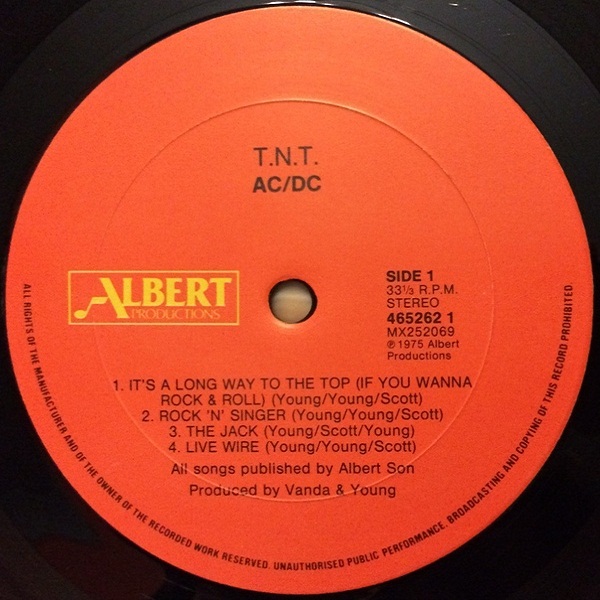 T.N.T.
AC/DC
ALBERT
PRODUCTIONS
SIDE 1
33⅓ R.P.M.
STEREO
465262 1
MX252069
℗ 1975 Albert
Productions
1. IT'S A LONG WAY TO THE TOP (IF YOU WANNA
ROCK & ROLL) (Young/Young/Scott)
2. ROCK 'N' SINGER (Young/Young/Scott)
3. THE JACK (Young/Scott/Young)
4. LIVE WIRE (Young/Young/Scott)
All songs published by Albert Son
Produced by Vanda & Young
ALL RIGHTS OF THE MANUFACTURER AND OF THE OWNER OF THE RECORDED WORK RESERVED. UNAUTHORISED PUBLIC PERFORMANCE, BROADCASTING AND COPYING OF THIS RECORD PROHIBITED.